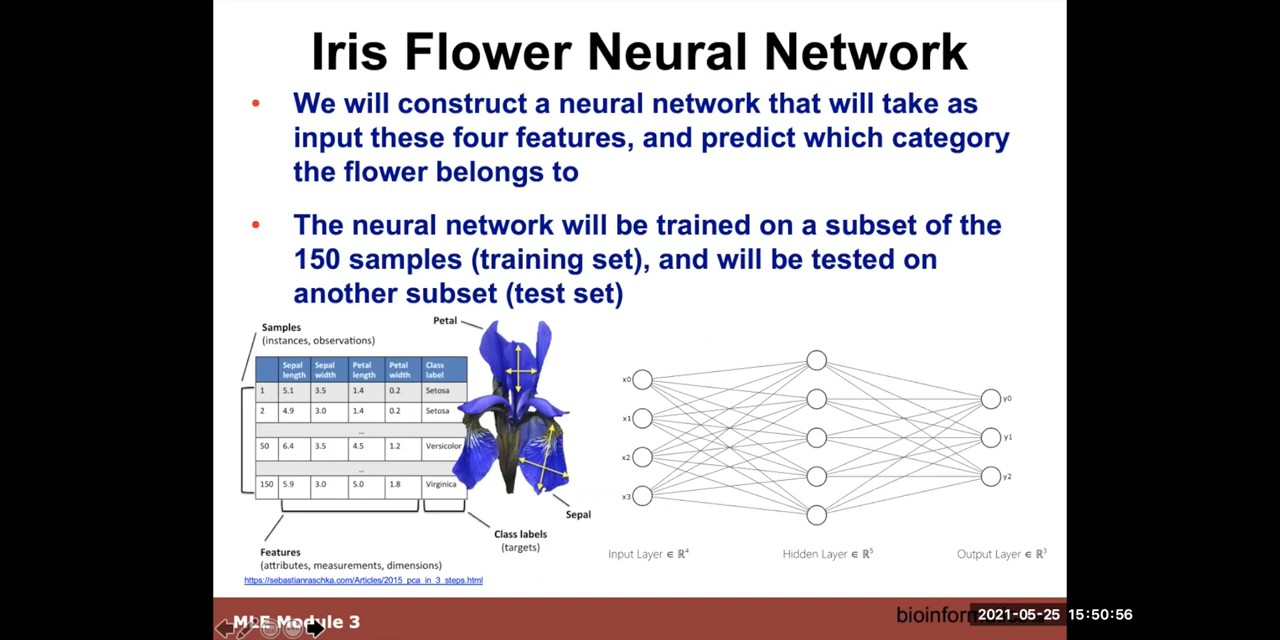 Iris Flower Neural Network
• We will construct a neural network that will take as
input these four features, and predict which category
the flower belongs to
• The neural network will be trained on a subset of the
150 samples (training set), and will be tested on
another subset (test set)
Samples
(instances, observations)
Petal
Sepal length Sepal width Petal length Petal width Class label
1 5.1 3.5 1.4 0.2 Setosa
2 4.9 3.0 1.4 0.2 Setosa
...
50 6.4 3.5 4.5 1.2 Versicolor
...
150 5.9 3.0 5.0 1.8 Virginica
Sepal
Class labels
(targets)
Features
(attributes, measurements, dimensions)
https://sebastianraschka.com/Articles/2015_pca_in_3_steps.html
x0
x1
x2
x3
y0
y1
y2
Input Layer ∈ ℝ⁴ Hidden Layer ∈ ℝ⁵ Output Layer ∈ ℝ³
MLE Module 3
2021-05-25 15:50:56